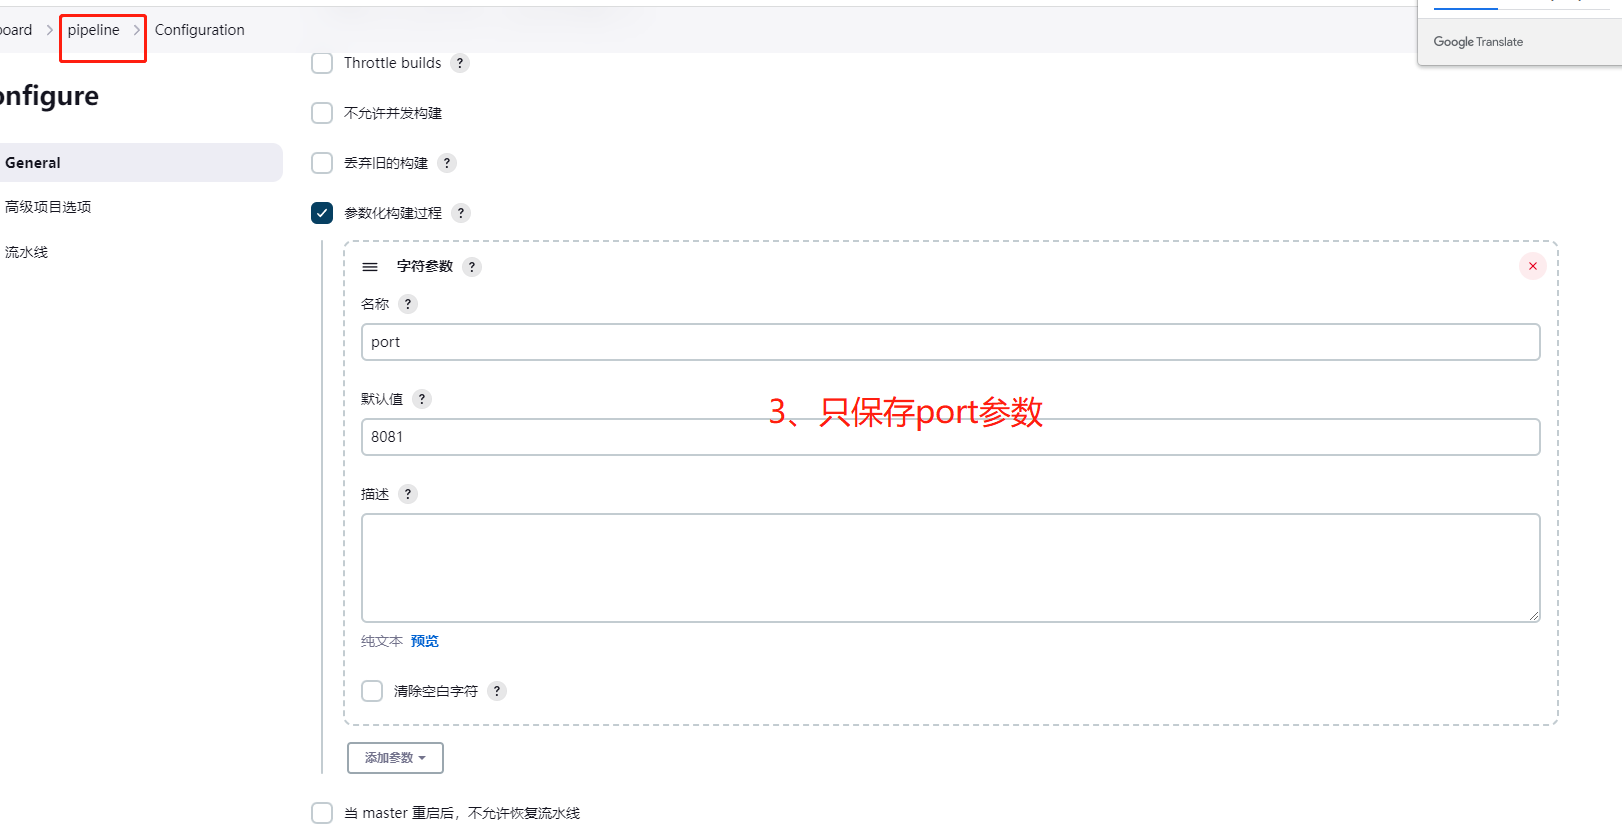 board > pipeline > Configuration
Google Translate
onfigure
General
高级项目选项
流水线
Throttle builds ?
不允许并发构建
丢弃旧的构建 ?
参数化构建过程 ?
字符参数 ?
名称 ?
port
默认值 ?
3、只保存port参数
8081
描述 ?
纯文本 预览
清除空白字符 ?
添加参数
当 master 重启后，不允许恢复流水线